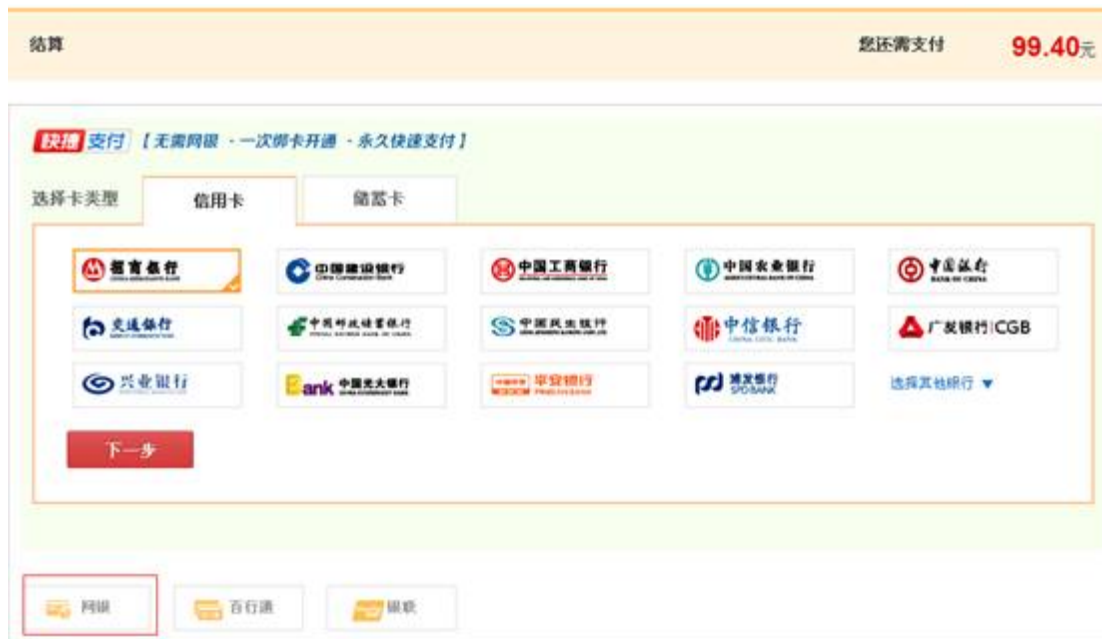 结算 您还需支付 99.40元
快捷 支付 【无需网银 · 一次绑卡开通 · 永久快速支付】
选择卡类型 信用卡 储蓄卡
招商银行 中国建设银行 中国工商银行 中国农业银行 中国银行
交通银行 中国邮政储蓄银行 中国民生银行 中信银行 广发银行|CGB
兴业银行 Bank 中国光大银行 平安银行 浦发银行 选择其他银行
下一步
网银 百行通 银联